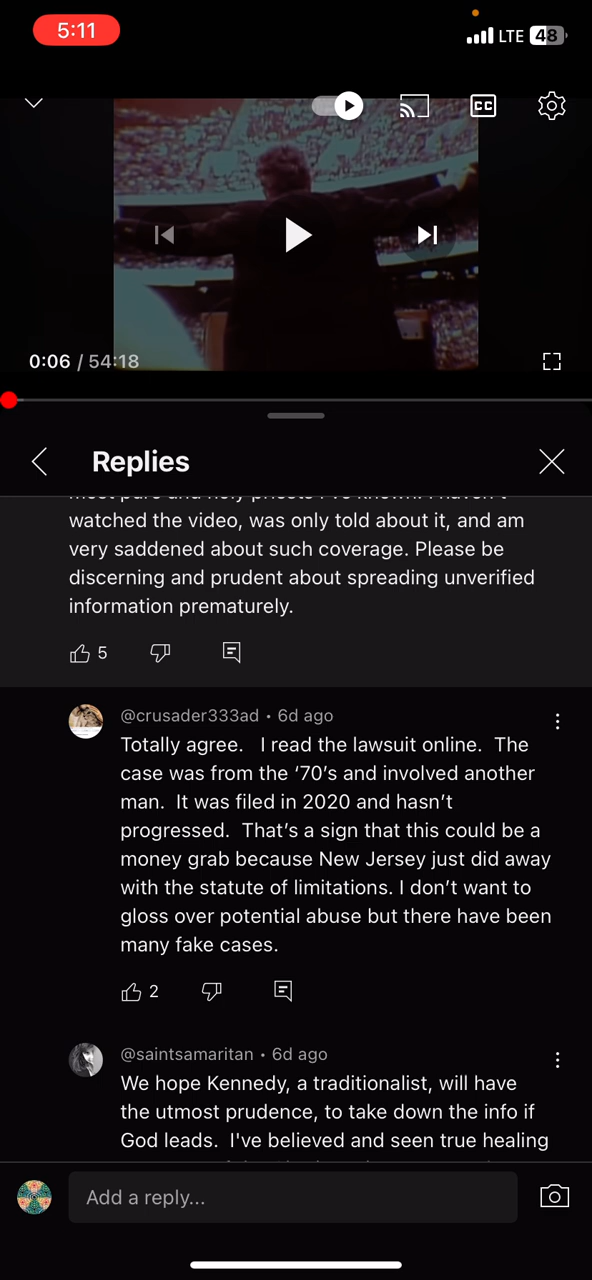 5:11
LTE 48
CC
0:06 / 54:18
Replies
watched the video, was only told about it, and am
very saddened about such coverage. Please be
discerning and prudent about spreading unverified
information prematurely.
5
@crusader333ad • 6d ago
Totally agree.   I read the lawsuit online.  The
case was from the ‘70’s and involved another
man.  It was filed in 2020 and hasn’t
progressed.  That’s a sign that this could be a
money grab because New Jersey just did away
with the statute of limitations. I don’t want to
gloss over potential abuse but there have been
many fake cases.
2
@saintsamaritan • 6d ago
We hope Kennedy, a traditionalist, will have
the utmost prudence, to take down the info if
God leads.  I've believed and seen true healing
Add a reply...